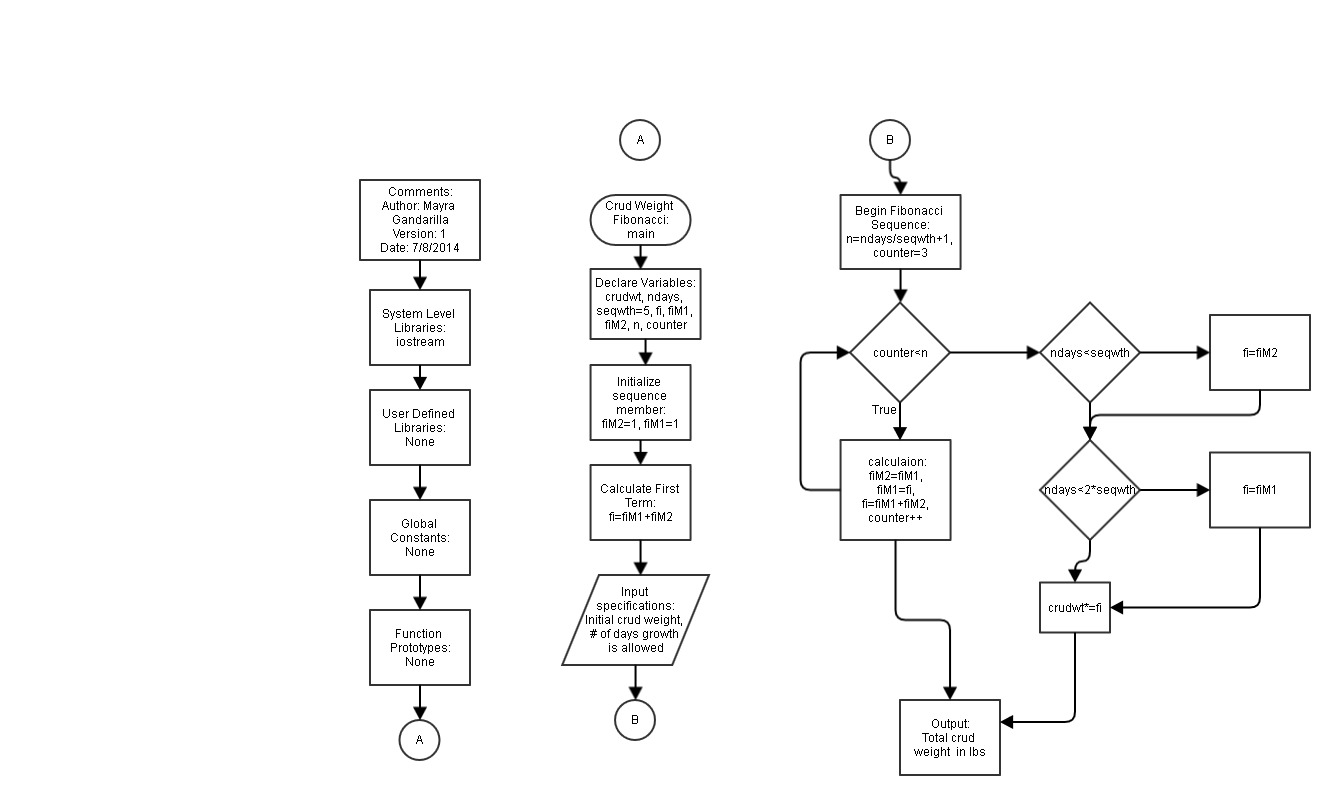 Comments:
Author: Mayra
Gandarilla
Version: 1
Date: 7/8/2014
System Level
Libraries:
iostream
User Defined
Libraries:
None
Global
Constants:
None
Function
Prototypes:
None
A
A
Crud Weight
Fibonacci:
main
Declare Variables:
crudwt, ndays,
seqwth=5, fi, fiM1,
fiM2, n, counter
Initialize
sequence
member:
fiM2=1, fiM1=1
Calculate First
Term:
fi=fiM1+fiM2
Input
specifications:
Initial crud weight,
# of days growth
is allowed
B
B
Begin Fibonacci
Sequence:
n=ndays/seqwth+1,
counter=3
counter<n
True
calculaion:
fiM2=fiM1,
fiM1=fi,
fi=fiM1+fiM2,
counter++
ndays<seqwth
fi=fiM2
ndays<2*seqwth
fi=fiM1
crudwt*=fi
Output:
Total crud
weight in lbs